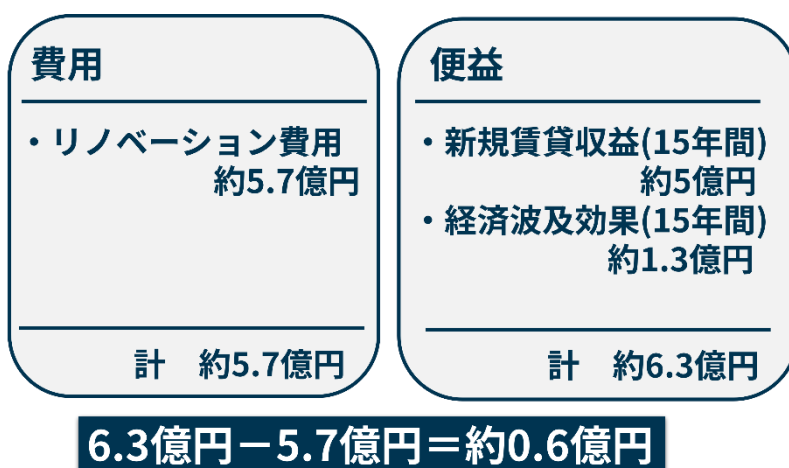 費用
・リノベーション費用
約5.7億円
計 約5.7億円
便益
・新規賃貸収益(15年間)
約5億円
・経済波及効果(15年間)
約1.3億円
計 約6.3億円
6.3億円－5.7億円＝約0.6億円